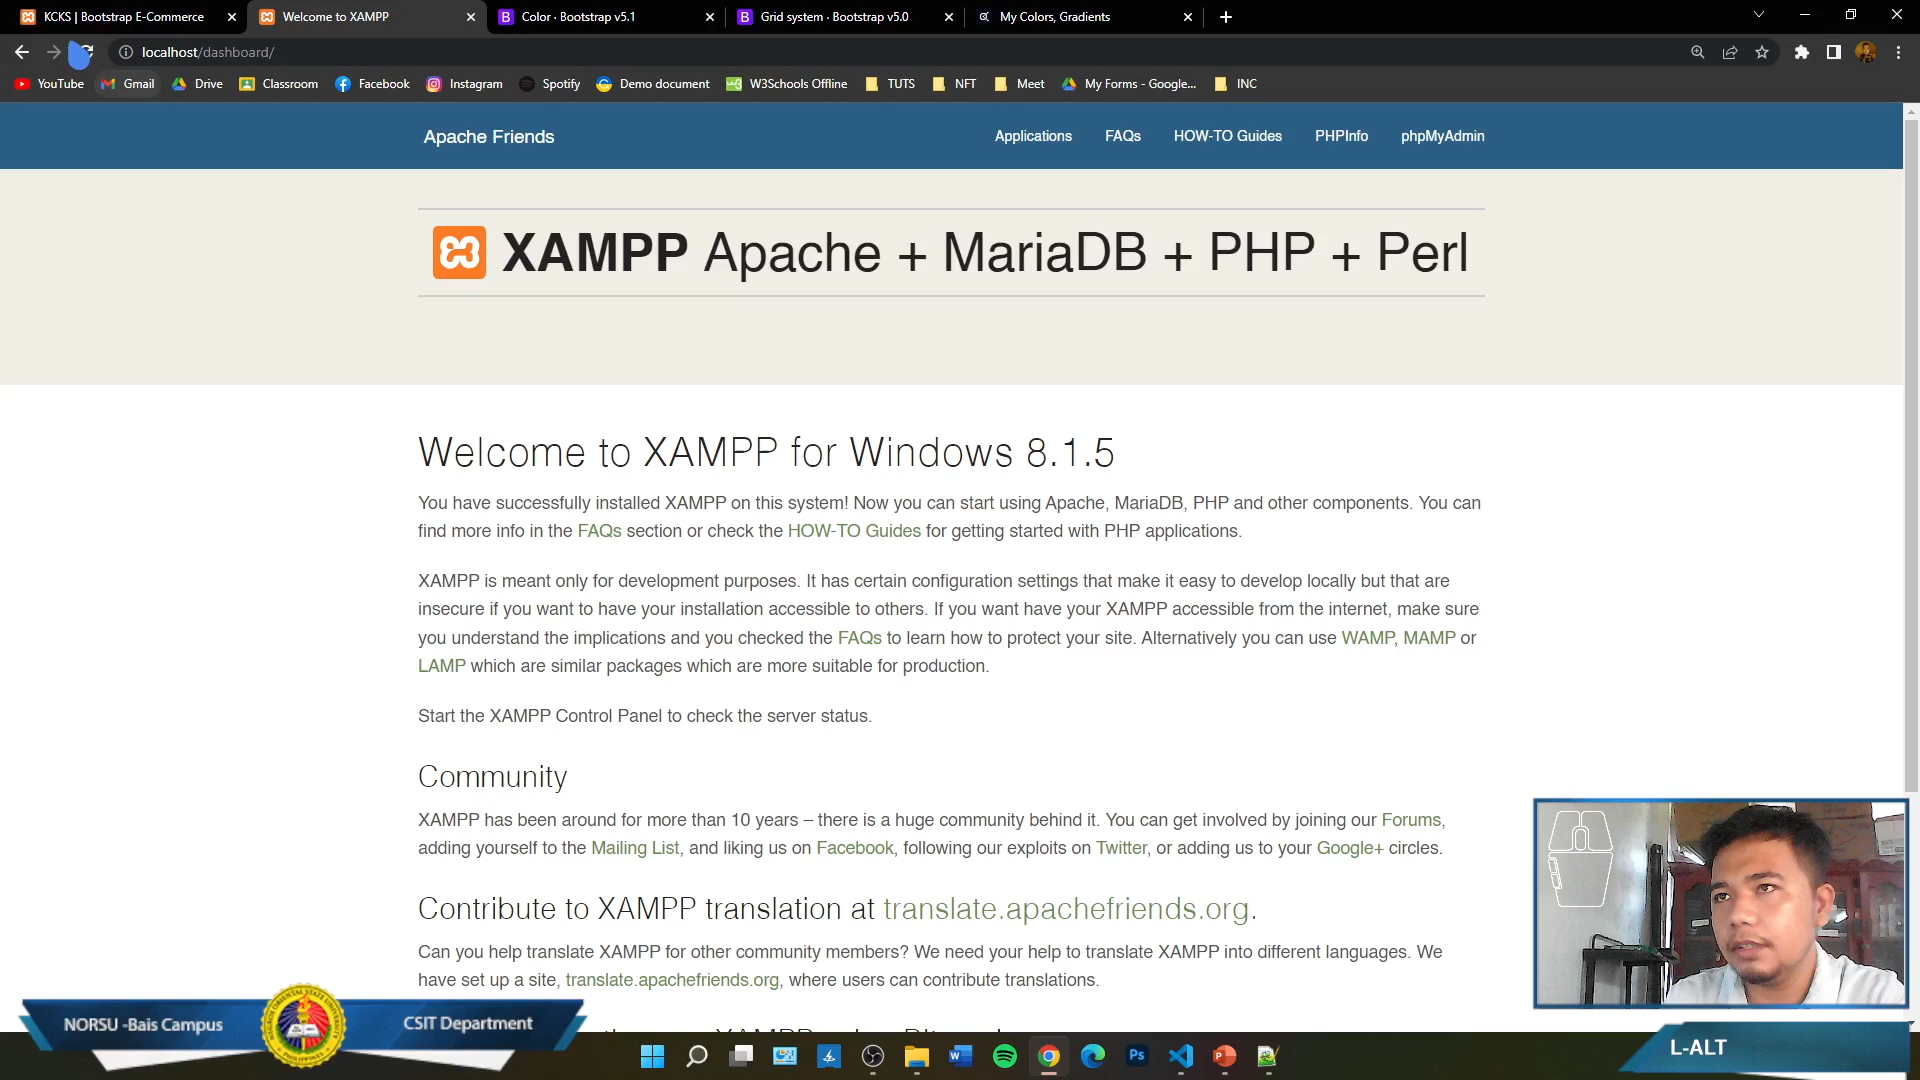 KCKS | Bootstrap E-Commerce
Welcome to XAMPP
Color · Bootstrap v5.1
Grid system · Bootstrap v5.0
My Colors, Gradients
localhost/dashboard/
YouTube
Gmail
Drive
Classroom
Facebook
Instagram
Spotify
Demo document
W3Schools Offline
TUTS
NFT
Meet
My Forms - Google...
INC
Apache Friends
Applications
FAQs
HOW-TO Guides
PHPInfo
phpMyAdmin
XAMPP Apache + MariaDB + PHP + Perl
Welcome to XAMPP for Windows 8.1.5
You have successfully installed XAMPP on this system! Now you can start using Apache, MariaDB, PHP and other components. You can
find more info in the FAQs section or check the HOW-TO Guides for getting started with PHP applications.
XAMPP is meant only for development purposes. It has certain configuration settings that make it easy to develop locally but that are
insecure if you want to have your installation accessible to others. If you want have your XAMPP accessible from the internet, make sure
you understand the implications and you checked the FAQs to learn how to protect your site. Alternatively you can use WAMP, MAMP or
LAMP which are similar packages which are more suitable for production.
Start the XAMPP Control Panel to check the server status.
Community
XAMPP has been around for more than 10 years – there is a huge community behind it. You can get involved by joining our Forums,
adding yourself to the Mailing List, and liking us on Facebook, following our exploits on Twitter, or adding us to your Google+ circles.
Contribute to XAMPP translation at translate.apachefriends.org.
Can you help translate XAMPP for other community members? We need your help to translate XAMPP into different languages. We
have set up a site, translate.apachefriends.org, where users can contribute translations.
NORSU -Bais Campus
CSIT Department
L-ALT